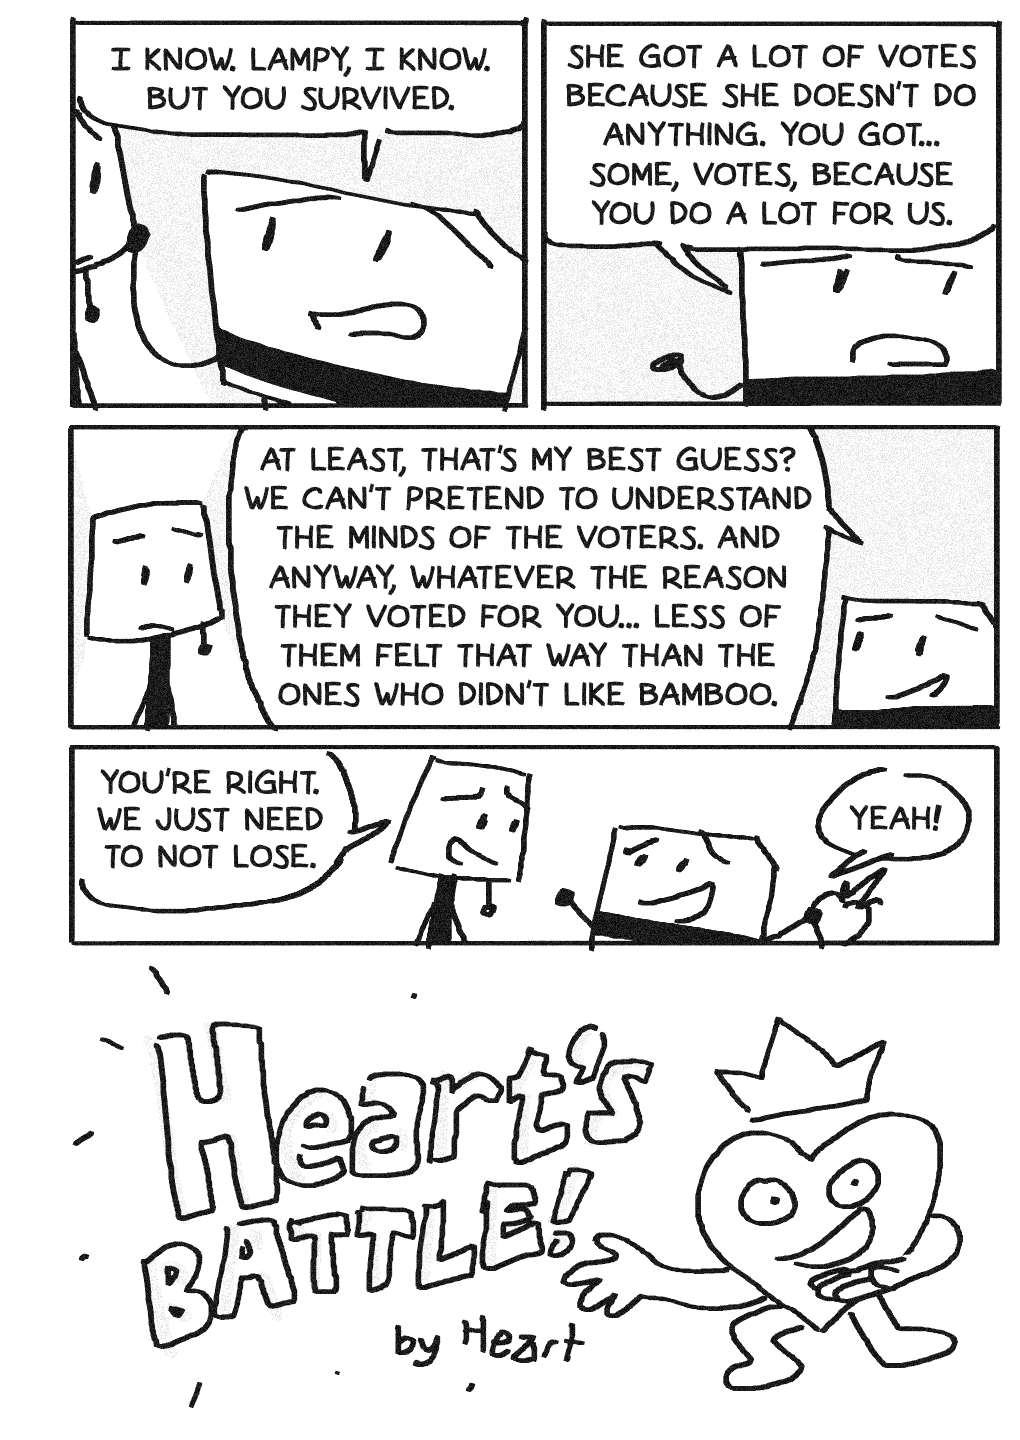 I KNOW. LAMPY, I KNOW.
BUT YOU SURVIVED.
SHE GOT A LOT OF VOTES
BECAUSE SHE DOESN'T DO
ANYTHING. YOU GOT...
SOME, VOTES, BECAUSE
YOU DO A LOT FOR US.
AT LEAST, THAT'S MY BEST GUESS?
WE CAN'T PRETEND TO UNDERSTAND
THE MINDS OF THE VOTERS. AND
ANYWAY, WHATEVER THE REASON
THEY VOTED FOR YOU... LESS OF
THEM FELT THAT WAY THAN THE
ONES WHO DIDN'T LIKE BAMBOO.
YOU'RE RIGHT.
WE JUST NEED
TO NOT LOSE.
YEAH!
Heart's
BATTLE!
by Heart